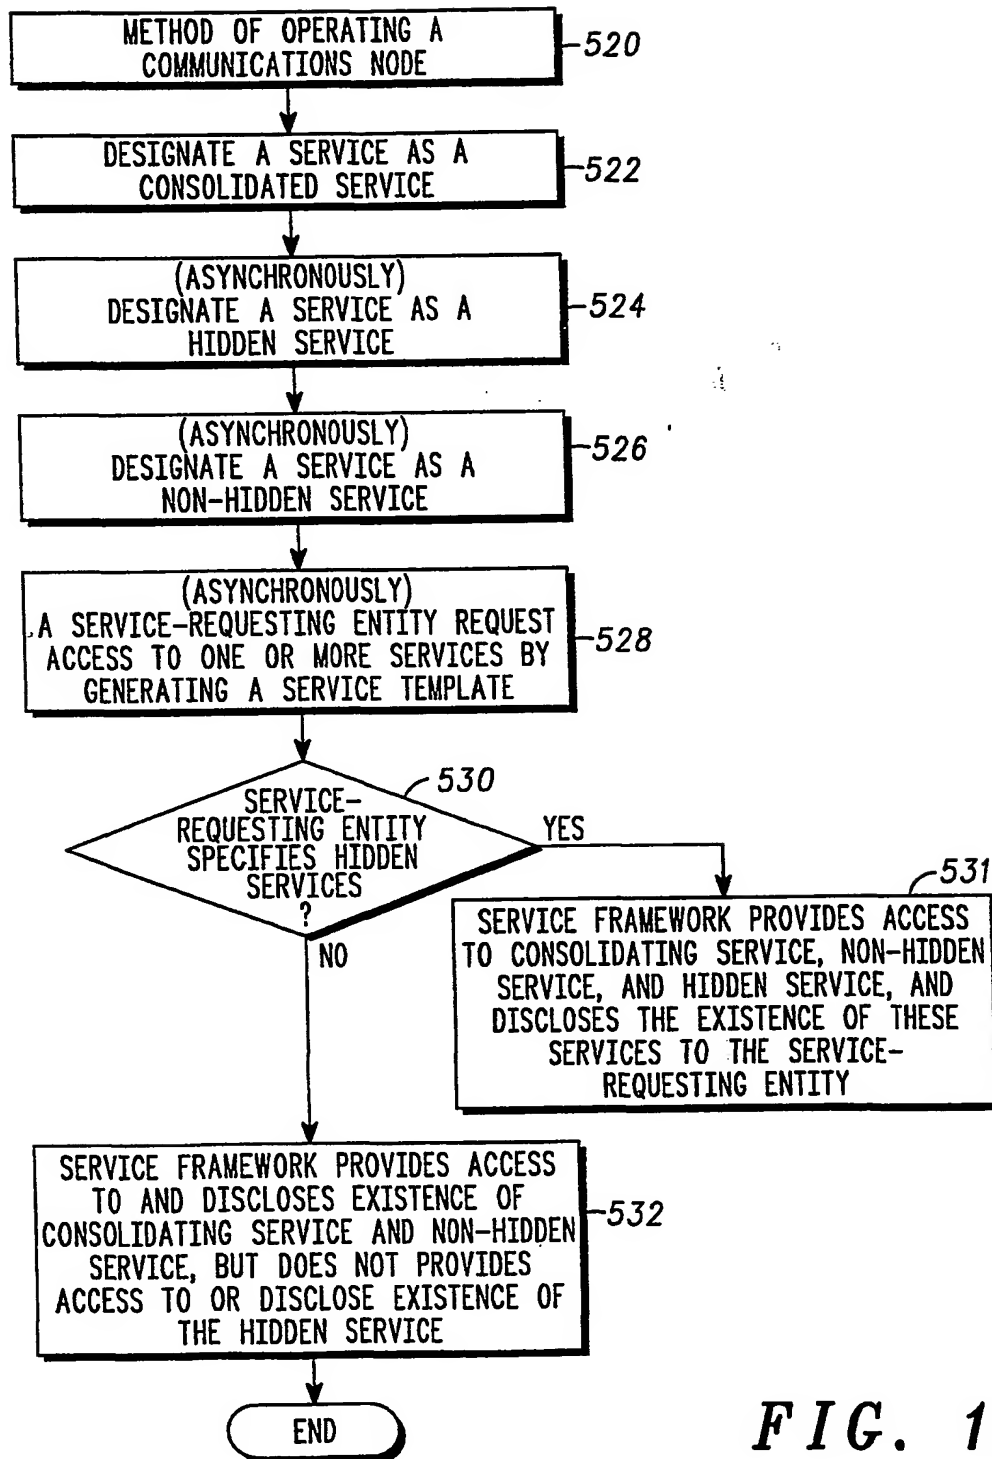 METHOD OF OPERATING A
COMMUNICATIONS NODE
520
DESIGNATE A SERVICE AS A
CONSOLIDATED SERVICE
522
(ASYNCHRONOUSLY)
DESIGNATE A SERVICE AS A
HIDDEN SERVICE
524
(ASYNCHRONOUSLY)
DESIGNATE A SERVICE AS A
NON-HIDDEN SERVICE
526
(ASYNCHRONOUSLY)
A SERVICE-REQUESTING ENTITY REQUEST
ACCESS TO ONE OR MORE SERVICES BY
GENERATING A SERVICE TEMPLATE
528
530
SERVICE-
REQUESTING ENTITY
SPECIFIES HIDDEN
SERVICES
?
YES
NO
531
SERVICE FRAMEWORK PROVIDES ACCESS
TO CONSOLIDATING SERVICE, NON-HIDDEN
SERVICE, AND HIDDEN SERVICE, AND
DISCLOSES THE EXISTENCE OF THESE
SERVICES TO THE SERVICE-
REQUESTING ENTITY
SERVICE FRAMEWORK PROVIDES ACCESS
TO AND DISCLOSES EXISTENCE OF
CONSOLIDATING SERVICE AND NON-HIDDEN
SERVICE, BUT DOES NOT PROVIDES
ACCESS TO OR DISCLOSE EXISTENCE OF
THE HIDDEN SERVICE
532
END
FIG. 1